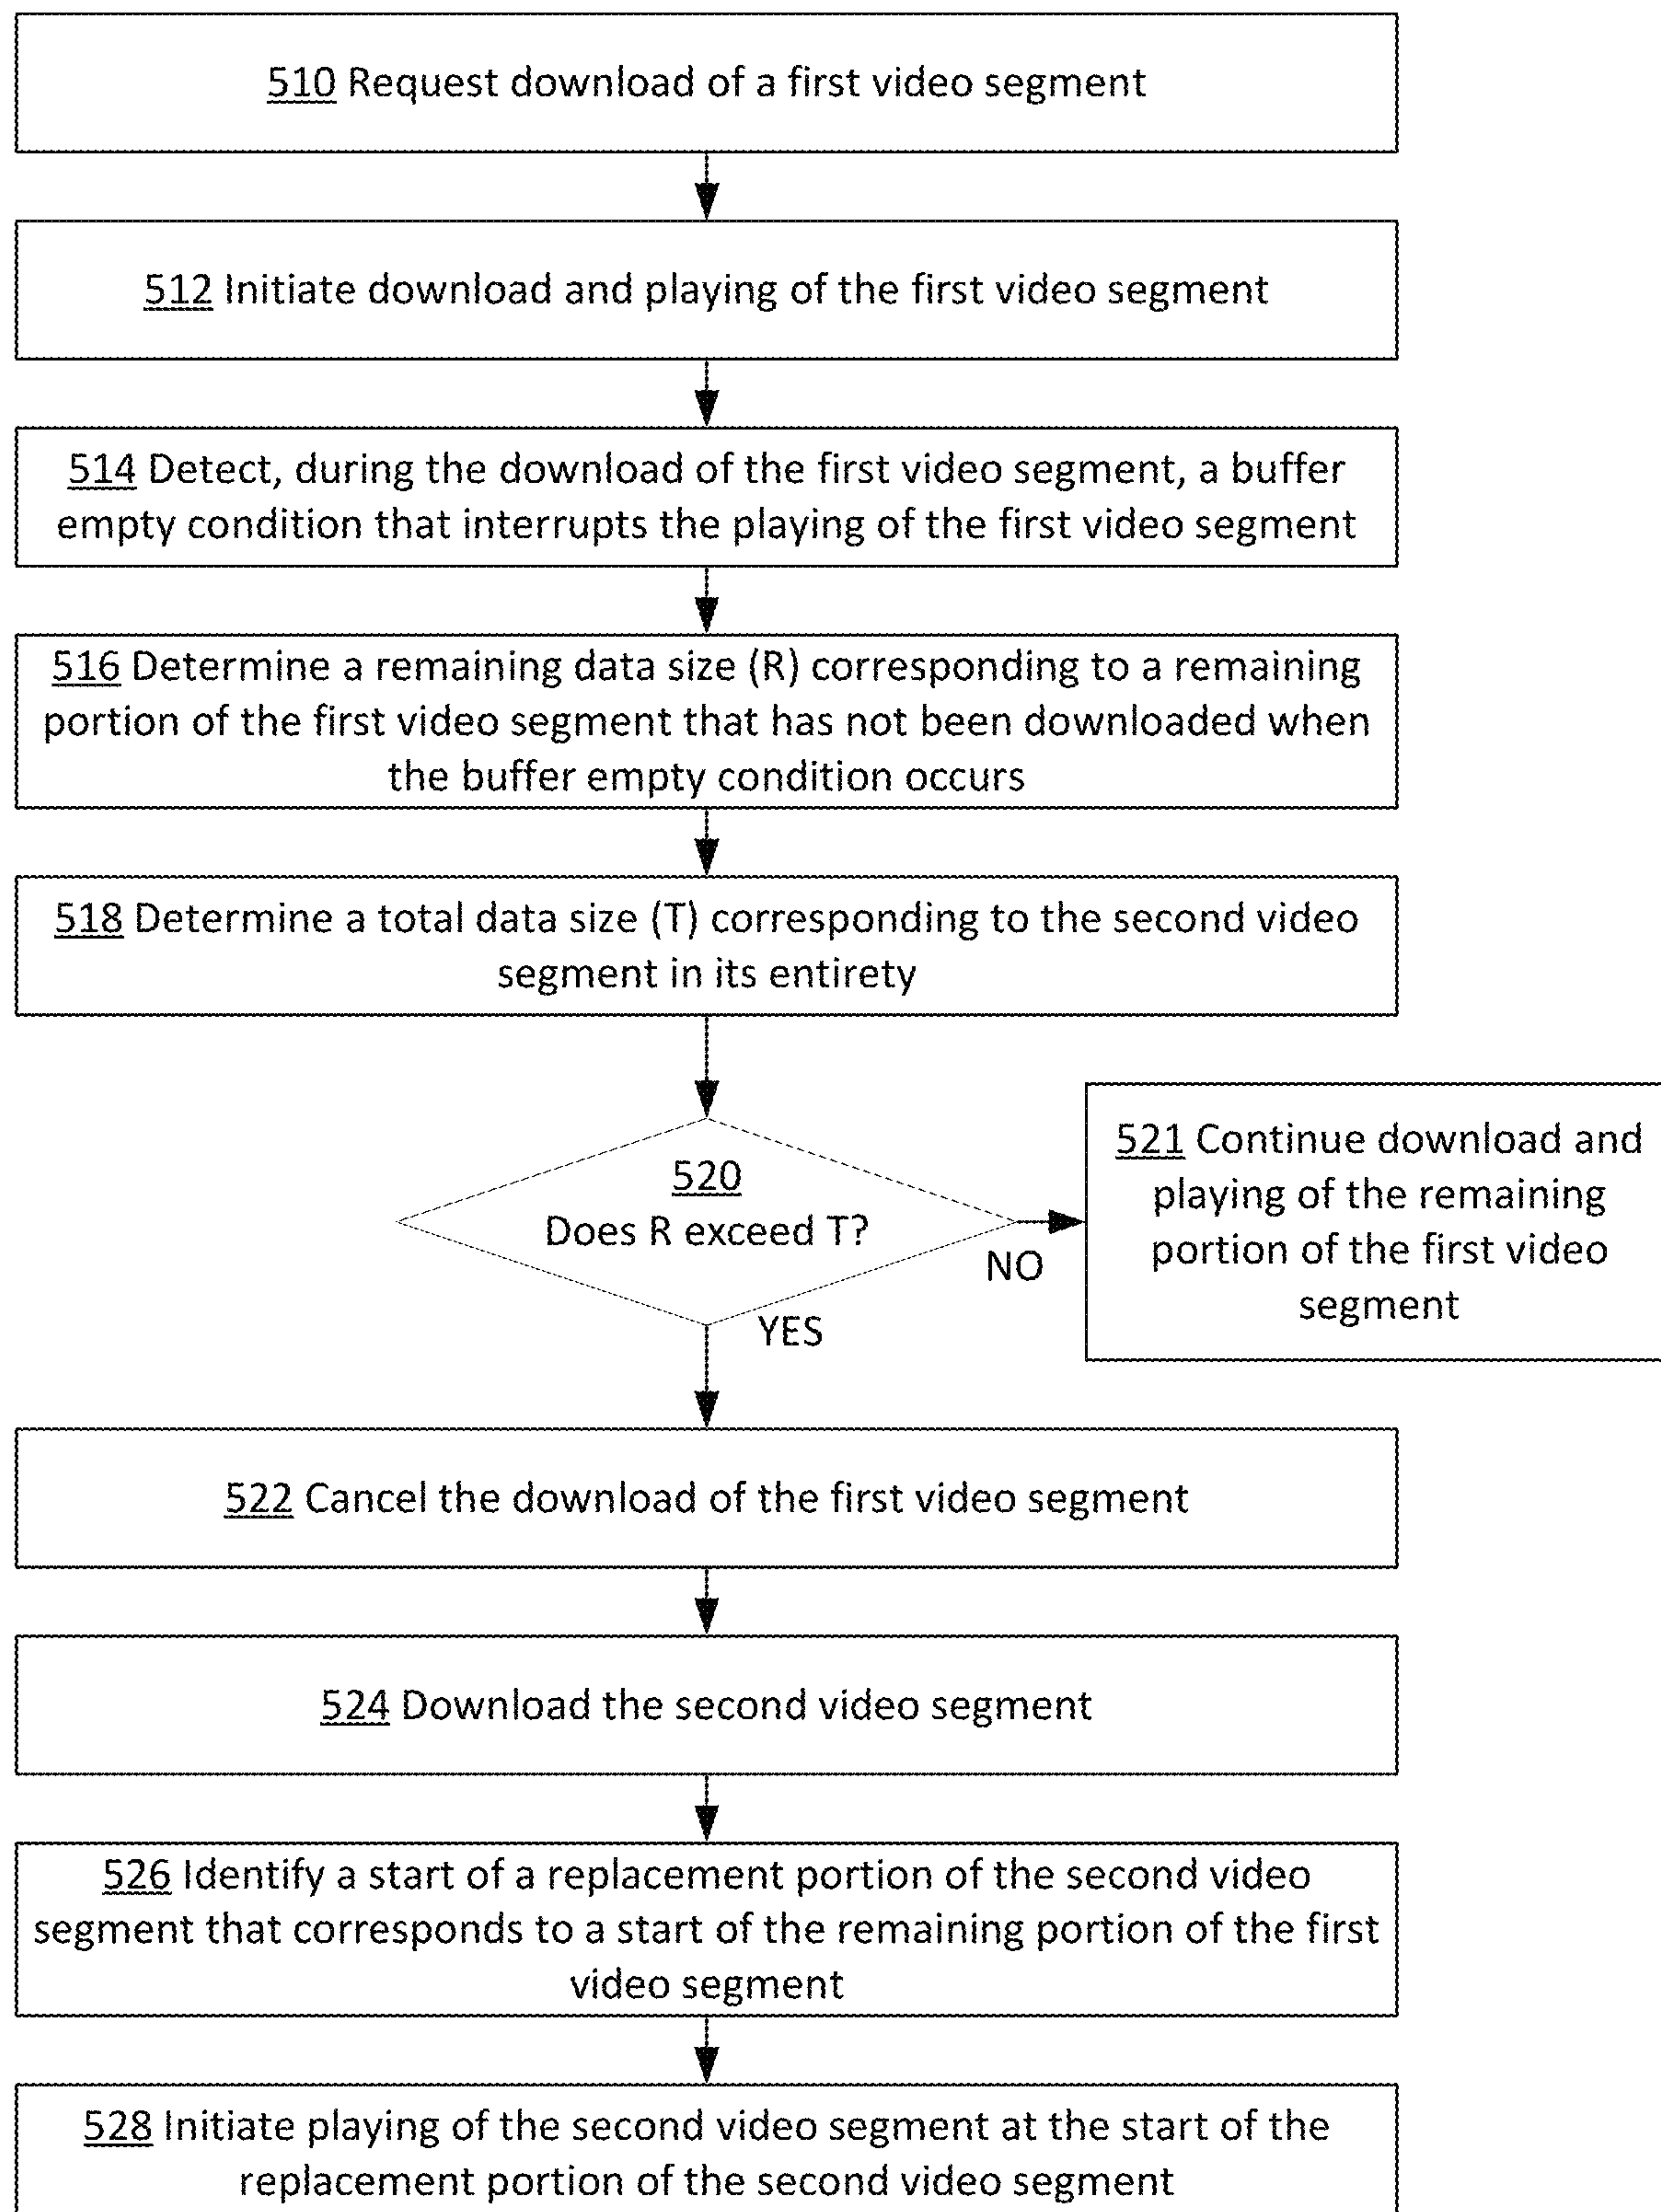 510 Request download of a first video segment
512 Initiate download and playing of the first video segment
514 Detect, during the download of the first video segment, a buffer
empty condition that interrupts the playing of the first video segment
516 Determine a remaining data size (R) corresponding to a remaining
portion of the first video segment that has not been downloaded when
the buffer empty condition occurs
518 Determine a total data size (T) corresponding to the second video
segment in its entirety
520
Does R exceed T?
NO
521 Continue download and
playing of the remaining
portion of the first video
segment
YES
522 Cancel the download of the first video segment
524 Download the second video segment
526 Identify a start of a replacement portion of the second video
segment that corresponds to a start of the remaining portion of the first
video segment
528 Initiate playing of the second video segment at the start of the
replacement portion of the second video segment